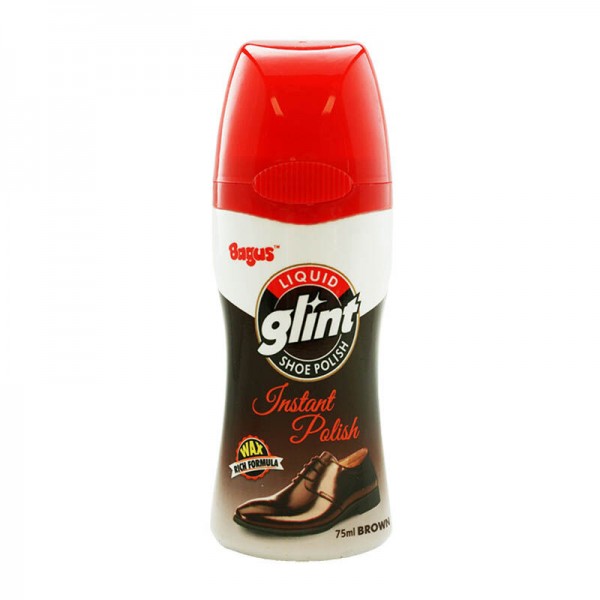 Bagus™
LIQUID
glint
SHOE POLISH
Instant
Polish
WAX
RICH FORMULA
75ml BROWN